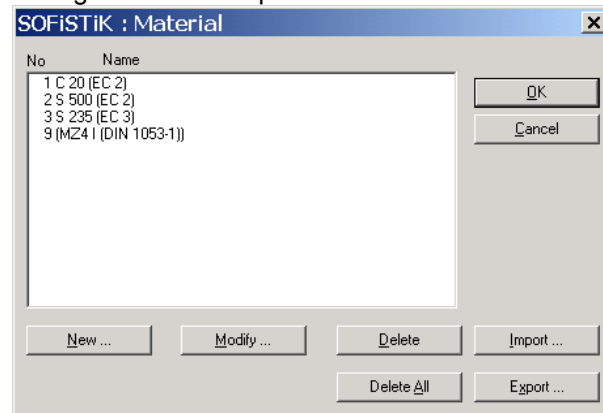 SOFiSTiK : Material
No Name
1 C 20 (EC 2)
2 S 500 (EC 2)
3 S 235 (EC 3)
9 (MZ4 I (DIN 1053-1))
OK
Cancel
New ... Modify ... Delete Import ...
Delete All Export ...